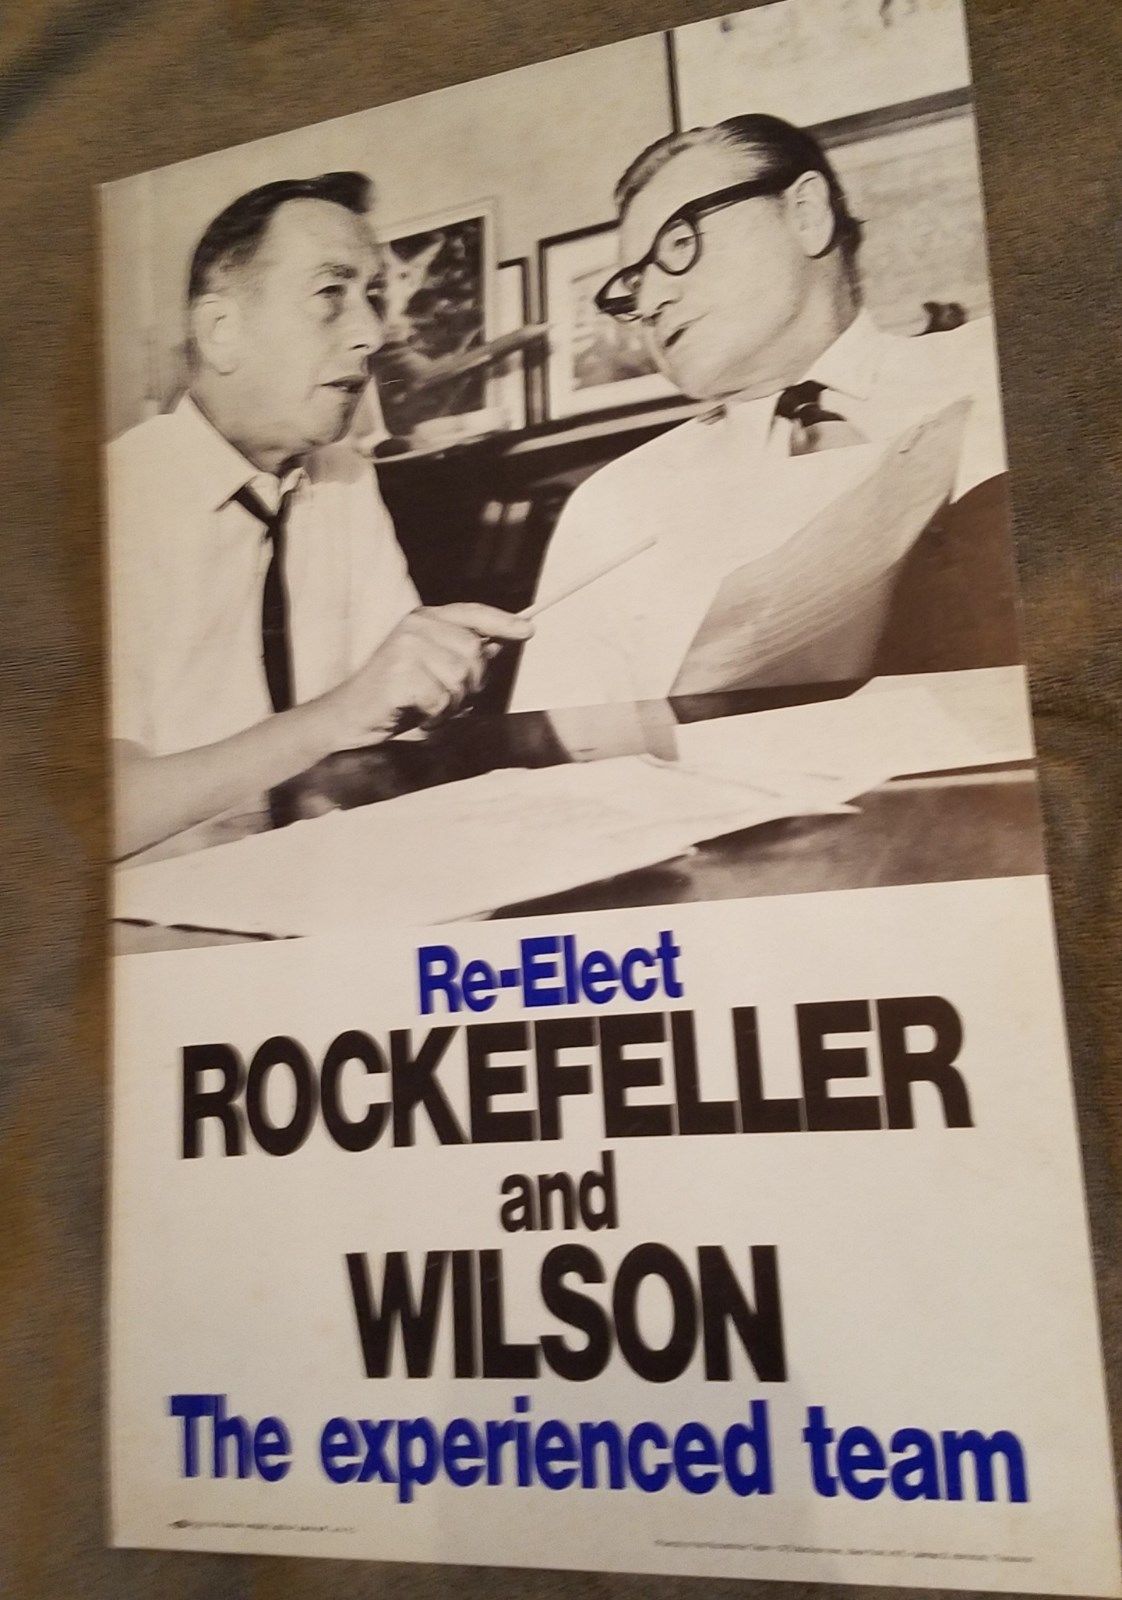 Re-Elect
ROCKEFELLER
and
WILSON
The experienced team